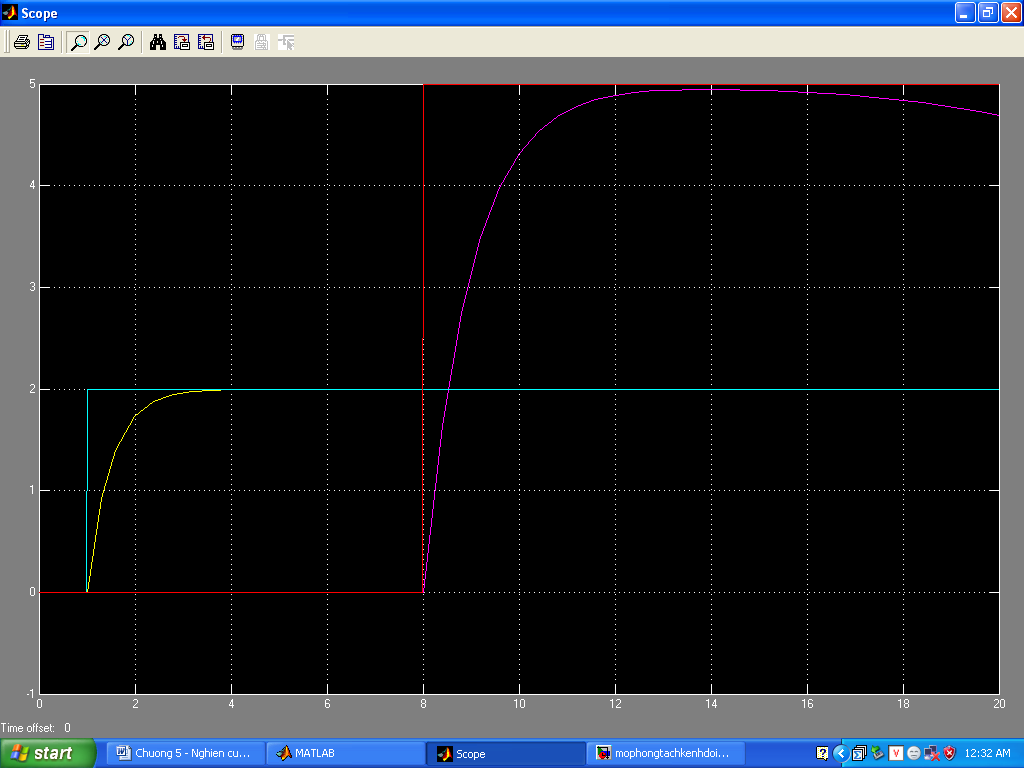 Scope
5
4
3
2
1
0
-1
0 2 4 6 8 10 12 14 16 18 20
Time offset: 0
start
Chuong 5 - Nghien cu...
MATLAB
Scope
mophongtachkenhdoi...
V
12:32 AM